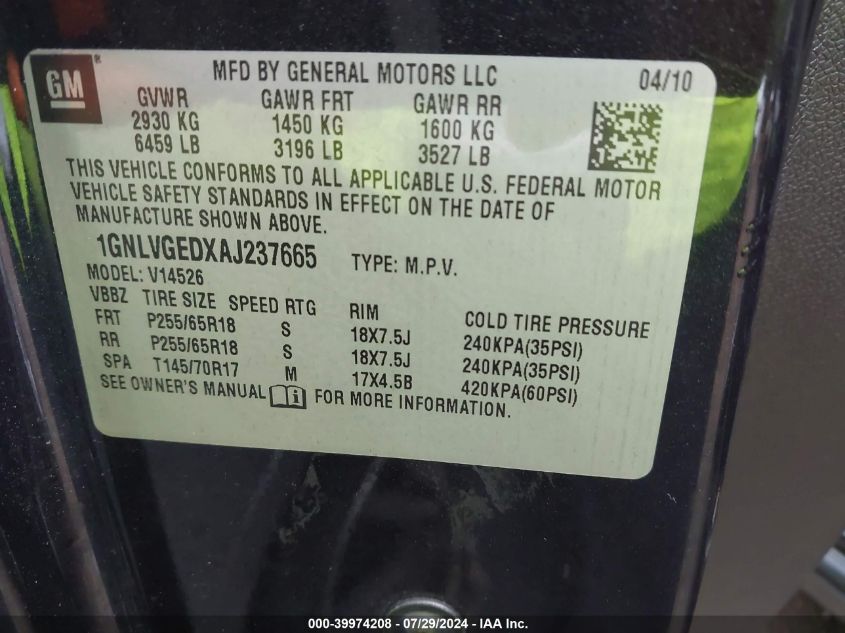 GM ®
MFD BY GENERAL MOTORS LLC 04/10
GVWR GAWR FRT GAWR RR
2930 KG 1450 KG 1600 KG
6459 LB 3196 LB 3527 LB
THIS VEHICLE CONFORMS TO ALL APPLICABLE U.S. FEDERAL MOTOR
VEHICLE SAFETY STANDARDS IN EFFECT ON THE DATE OF
MANUFACTURE SHOWN ABOVE.
1GNLVGEDXAJ237665 TYPE: M.P.V.
MODEL: V14526
VBBZ TIRE SIZE SPEED RTG RIM COLD TIRE PRESSURE
FRT P255/65R18 S 18X7.5J 240KPA(35PSI)
RR P255/65R18 S 18X7.5J 240KPA(35PSI)
SPA T145/70R17 M 17X4.5B 420KPA(60PSI)
SEE OWNER'S MANUAL i FOR MORE INFORMATION.
000-39974208 - 07/29/2024 - IAA Inc.